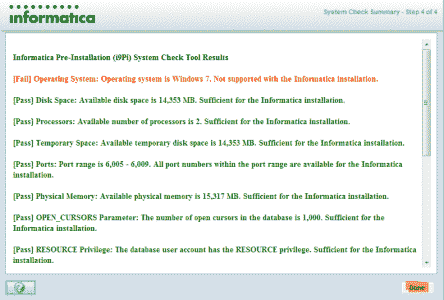 informatica
System Check Summary - Step 4 of 4
Informatica Pre-Installation (i9Pi) System Check Tool Results
[Fail] Operating System: Operating system is Windows 7. Not supported with the Informatica installation.
[Pass] Disk Space: Available disk space is 14,353 MB. Sufficient for the Informatica installation.
[Pass] Processors: Available number of processors is 2. Sufficient for the Informatica installation.
[Pass] Temporary Space: Available temporary disk space is 14,353 MB. Sufficient for the Informatica installation.
[Pass] Ports: Port range is 6,005 - 6,009. All port numbers within the port range are available for the Informatica
installation.
[Pass] Physical Memory: Available physical memory is 15,317 MB. Sufficient for the Informatica installation.
[Pass] OPEN_CURSORS Parameter: The number of open cursors in the database is 1,000. Sufficient for the
Informatica installation.
[Pass] RESOURCE Privilege: The database user account has the RESOURCE privilege. Sufficient for the Informatica
installation.
Done